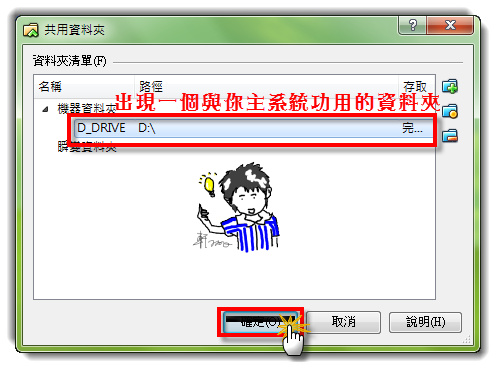 共用資料夾
資料夾清單(F)
名稱 路徑 存取
出現一個與你主系統功用的資料夾
機器資料夾
D_DRIVE D:\ 完...
瞬變資料夾
確定(O)
取消
說明(H)